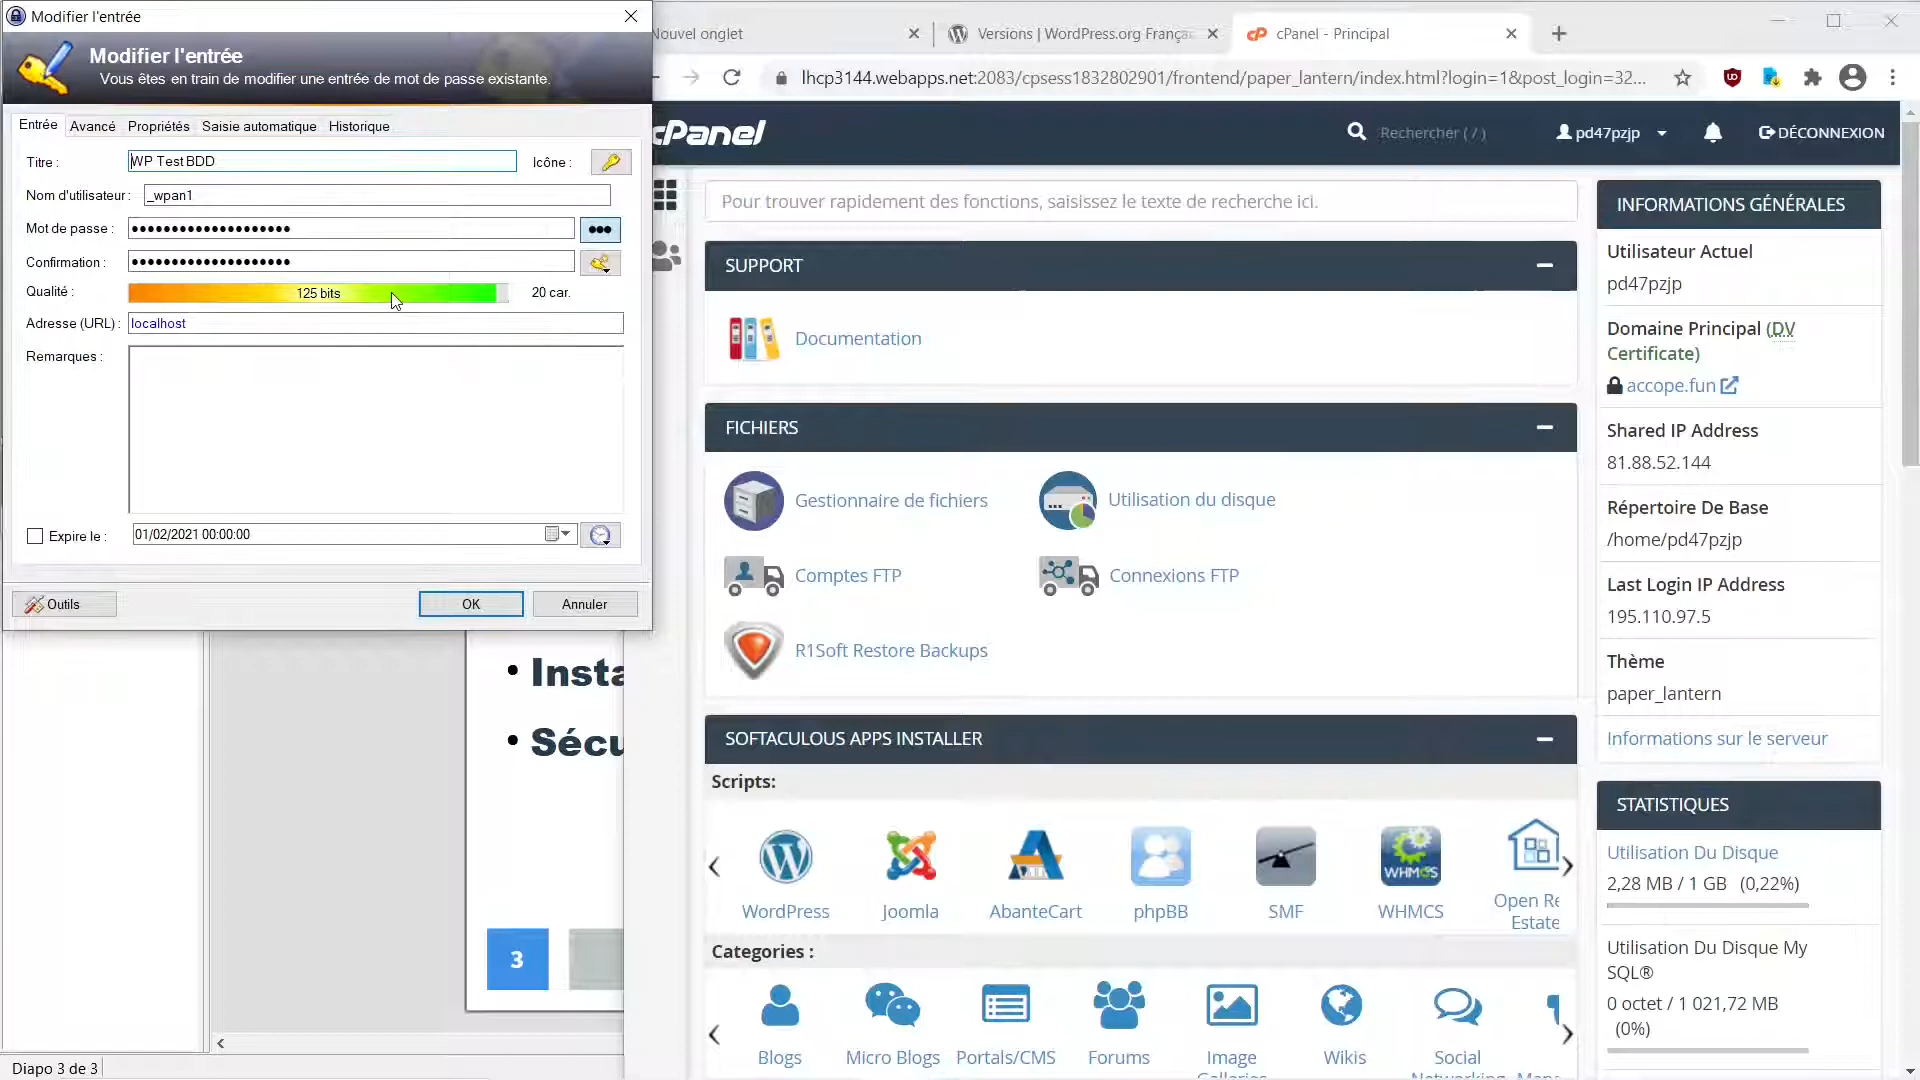 Modifier l'entrée
Modifier l'entrée
Vous êtes en train de modifier une entrée de mot de passe existante.
Entrée
Avancé
Propriétés
Saisie automatique
Historique
Titre :
WP Test BDD
Icône :
Nom d'utilisateur :
_wpan1
Mot de passe :
●●●●●●●●●●●●●●●●●●●●
Confirmation :
●●●●●●●●●●●●●●●●●●●●
Qualité :
125 bits
20 car.
Adresse (URL) :
localhost
Remarques :
Expire le :
01/02/2021 00:00:00
Outils
OK
Annuler
• Insta
• Sécu
3
Diapo 3 de 3
Nouvel onglet
Versions | WordPress.org França
cPanel - Principal
lhcp3144.webapps.net:2083/cpsess1832802901/frontend/paper_lantern/index.html?login=1&post_login=32...
cPanel
Rechercher ( / )
pd47pzjp
DÉCONNEXION
Pour trouver rapidement des fonctions, saisissez le texte de recherche ici.
SUPPORT
Documentation
FICHIERS
Gestionnaire de fichiers
Utilisation du disque
Comptes FTP
Connexions FTP
R1Soft Restore Backups
SOFTACULOUS APPS INSTALLER
Scripts:
WordPress
Joomla
AbanteCart
phpBB
SMF
WHMCS
WHMCS
Open Re
Estate
Categories :
Blogs
Micro Blogs
Portals/CMS
Forums
Image
Galleries
Wikis
Social
Networking
INFORMATIONS GÉNÉRALES
Utilisateur Actuel
pd47pzjp
Domaine Principal (DV
Certificate)
accope.fun
Shared IP Address
81.88.52.144
Répertoire De Base
/home/pd47pzjp
Last Login IP Address
195.110.97.5
Thème
paper_lantern
Informations sur le serveur
STATISTIQUES
Utilisation Du Disque
2,28 MB / 1 GB (0,22%)
Utilisation Du Disque My
SQL®
0 octet / 1 021,72 MB
(0%)